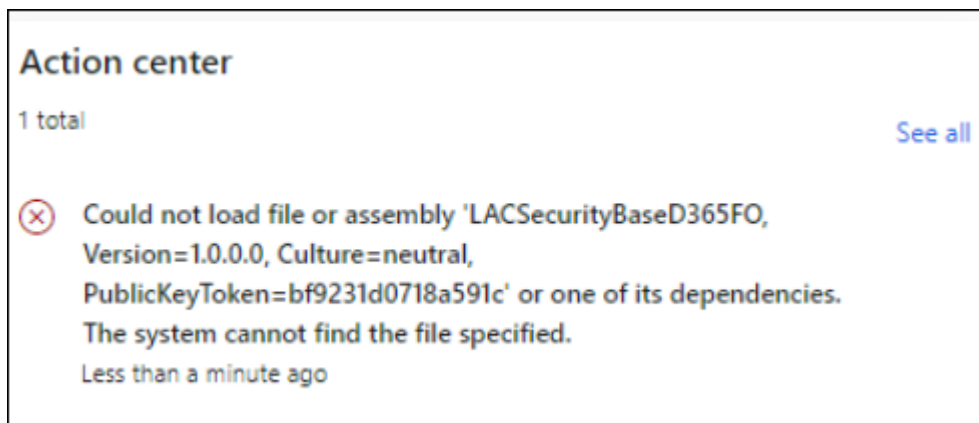 Action center
1 total
See all
Could not load file or assembly 'LACSecurityBaseD365FO,
Version=1.0.0.0, Culture=neutral,
PublicKeyToken=bf9231d0718a591c' or one of its dependencies.
The system cannot find the file specified.
Less than a minute ago